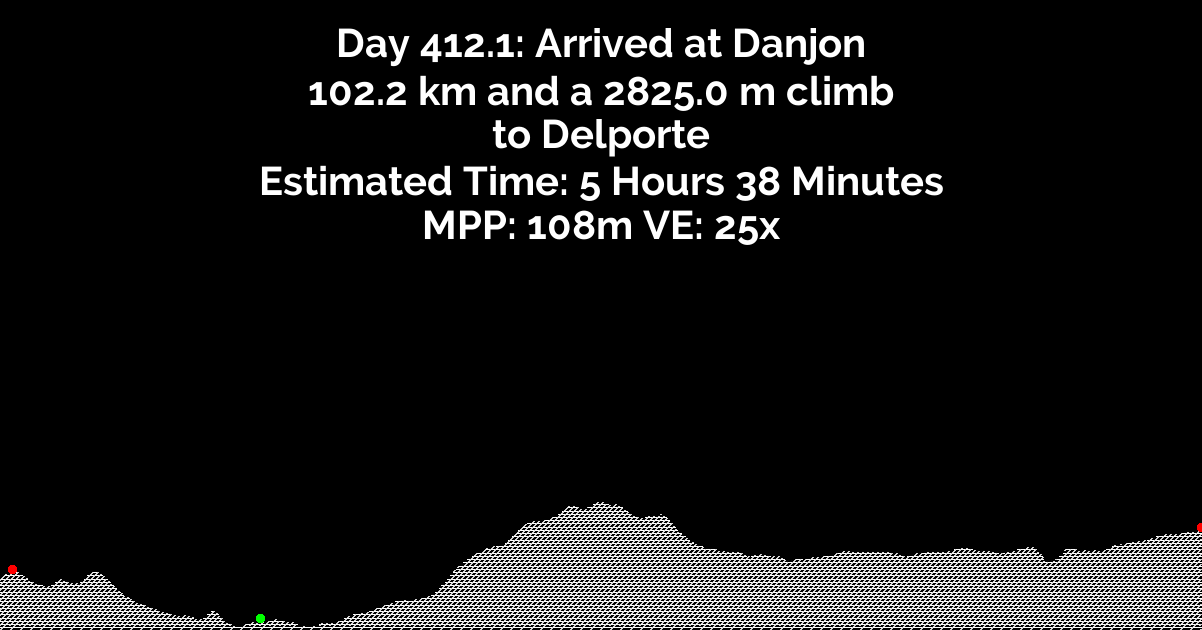 Day 412.1: Arrived at Danjon
102.2 km and a 2825.0 m climb
to Delporte
Estimated Time: 5 Hours 38 Minutes
MPP: 108m VE: 25x